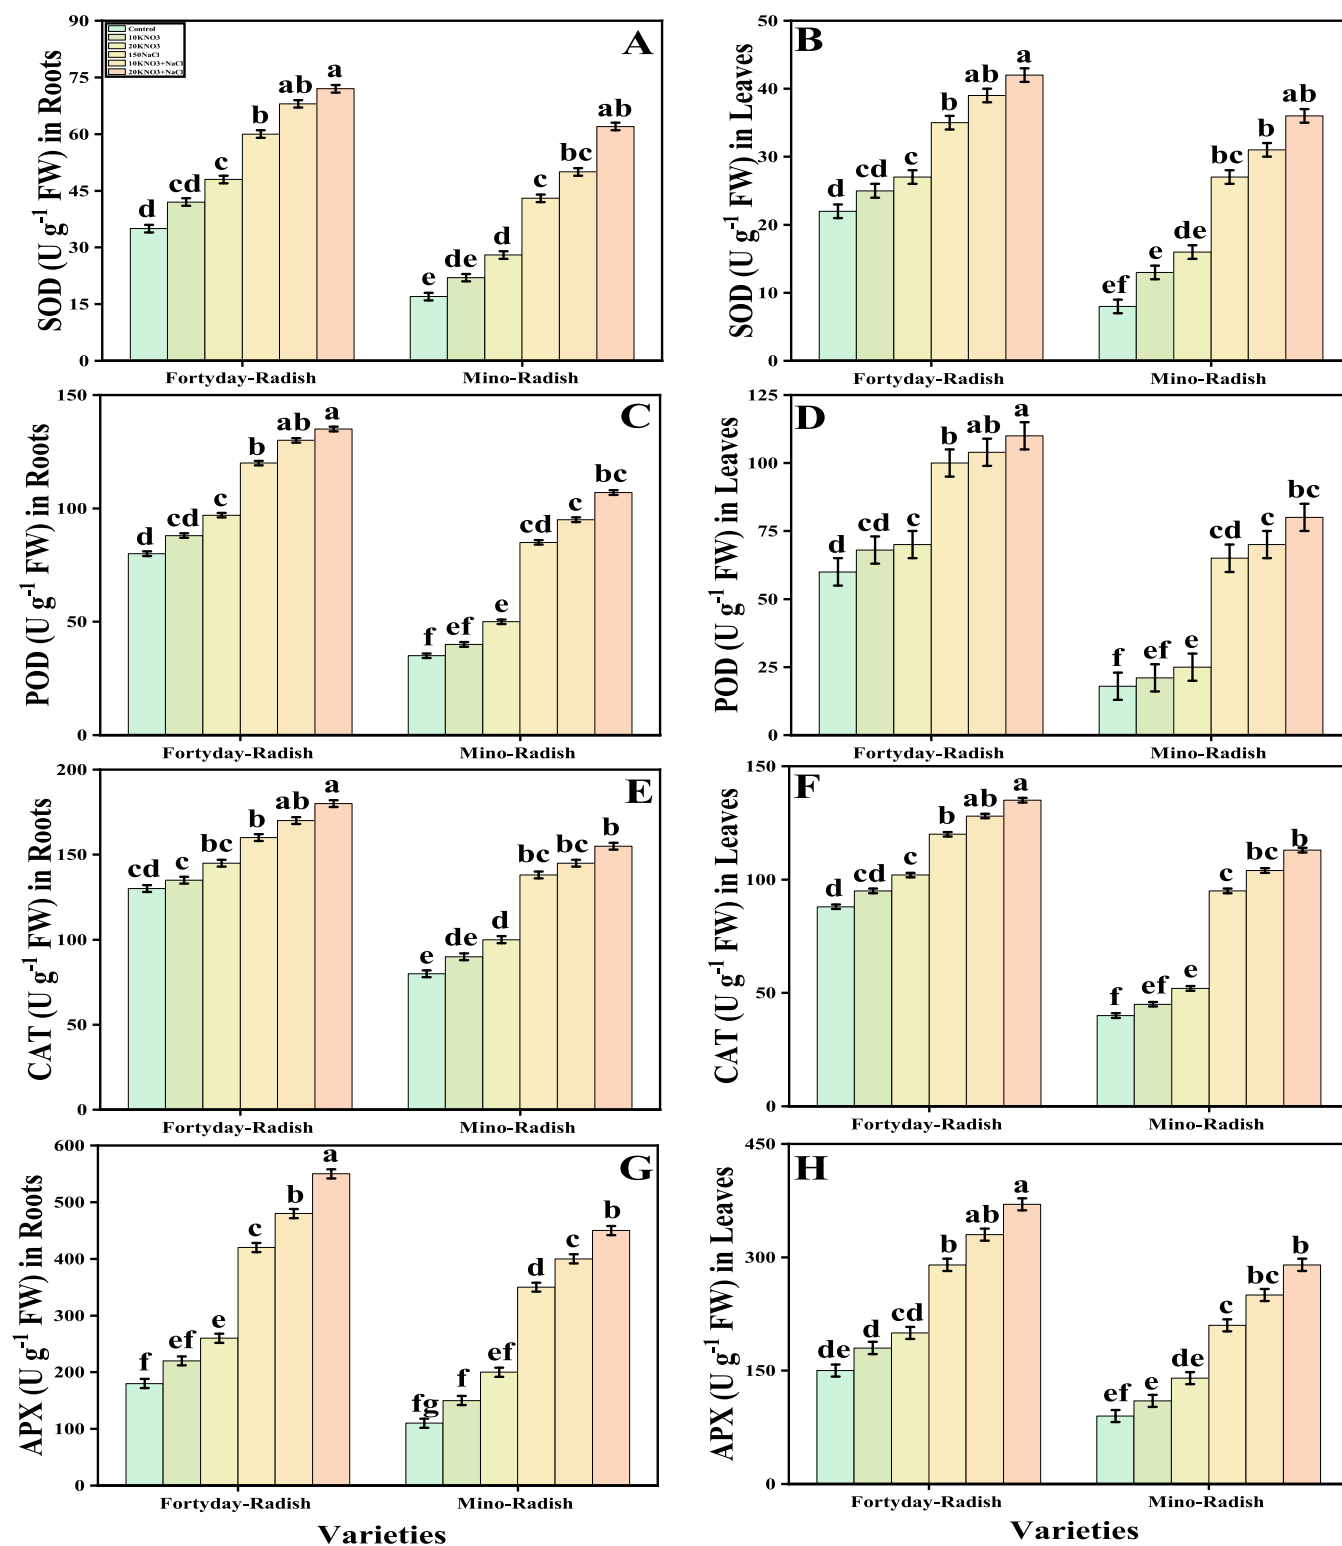 90
75
60
45
30
15
0
SOD (U g-1 FW) in Roots
Control
10KNO3
20KNO3
150NaCl
10KNO3+NaCl
20KNO3+NaCl
A
d
cd
c
b
ab
a
e
de
d
c
bc
ab
Fortyday-Radish
Mino-Radish
50
40
30
20
10
0
SOD (U g-1 FW) in Leaves
B
d
cd
c
b
ab
a
ef
e
de
bc
b
ab
Fortyday-Radish
Mino-Radish
150
100
50
0
POD (U g-1 FW) in Roots
C
d
cd
c
b
ab
a
f
ef
e
cd
c
bc
Fortyday-Radish
Mino-Radish
125
100
75
50
25
0
POD (U g-1 FW) in Leaves
D
d
cd
c
b
ab
a
f
ef
e
cd
c
bc
Fortyday-Radish
Mino-Radish
200
150
100
50
0
CAT (U g-1 FW) in Roots
E
cd
c
bc
b
ab
a
e
de
d
bc
bc
b
Fortyday-Radish
Mino-Radish
150
100
50
0
CAT (U g-1 FW) in Leaves
F
d
cd
c
b
ab
a
f
ef
e
c
bc
b
Fortyday-Radish
Mino-Radish
600
500
400
300
200
100
0
APX (U g-1 FW) in Roots
G
f
ef
e
c
b
a
fg
f
ef
d
c
b
Fortyday-Radish
Mino-Radish
Varieties
450
300
150
0
APX (U g-1 FW) in Leaves
H
de
d
cd
b
ab
a
ef
e
de
c
bc
b
Fortyday-Radish
Mino-Radish
Varieties